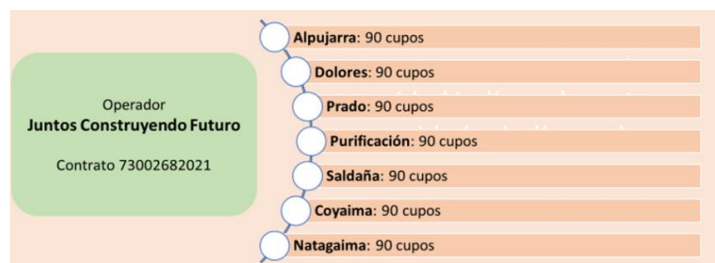 Operador
Juntos Construyendo Futuro
Contrato 73002682021
Alpujarra: 90 cupos
Dolores: 90 cupos
Prado: 90 cupos
Purificación: 90 cupos
Saldaña: 90 cupos
Coyaima: 90 cupos
Natagaima: 90 cupos